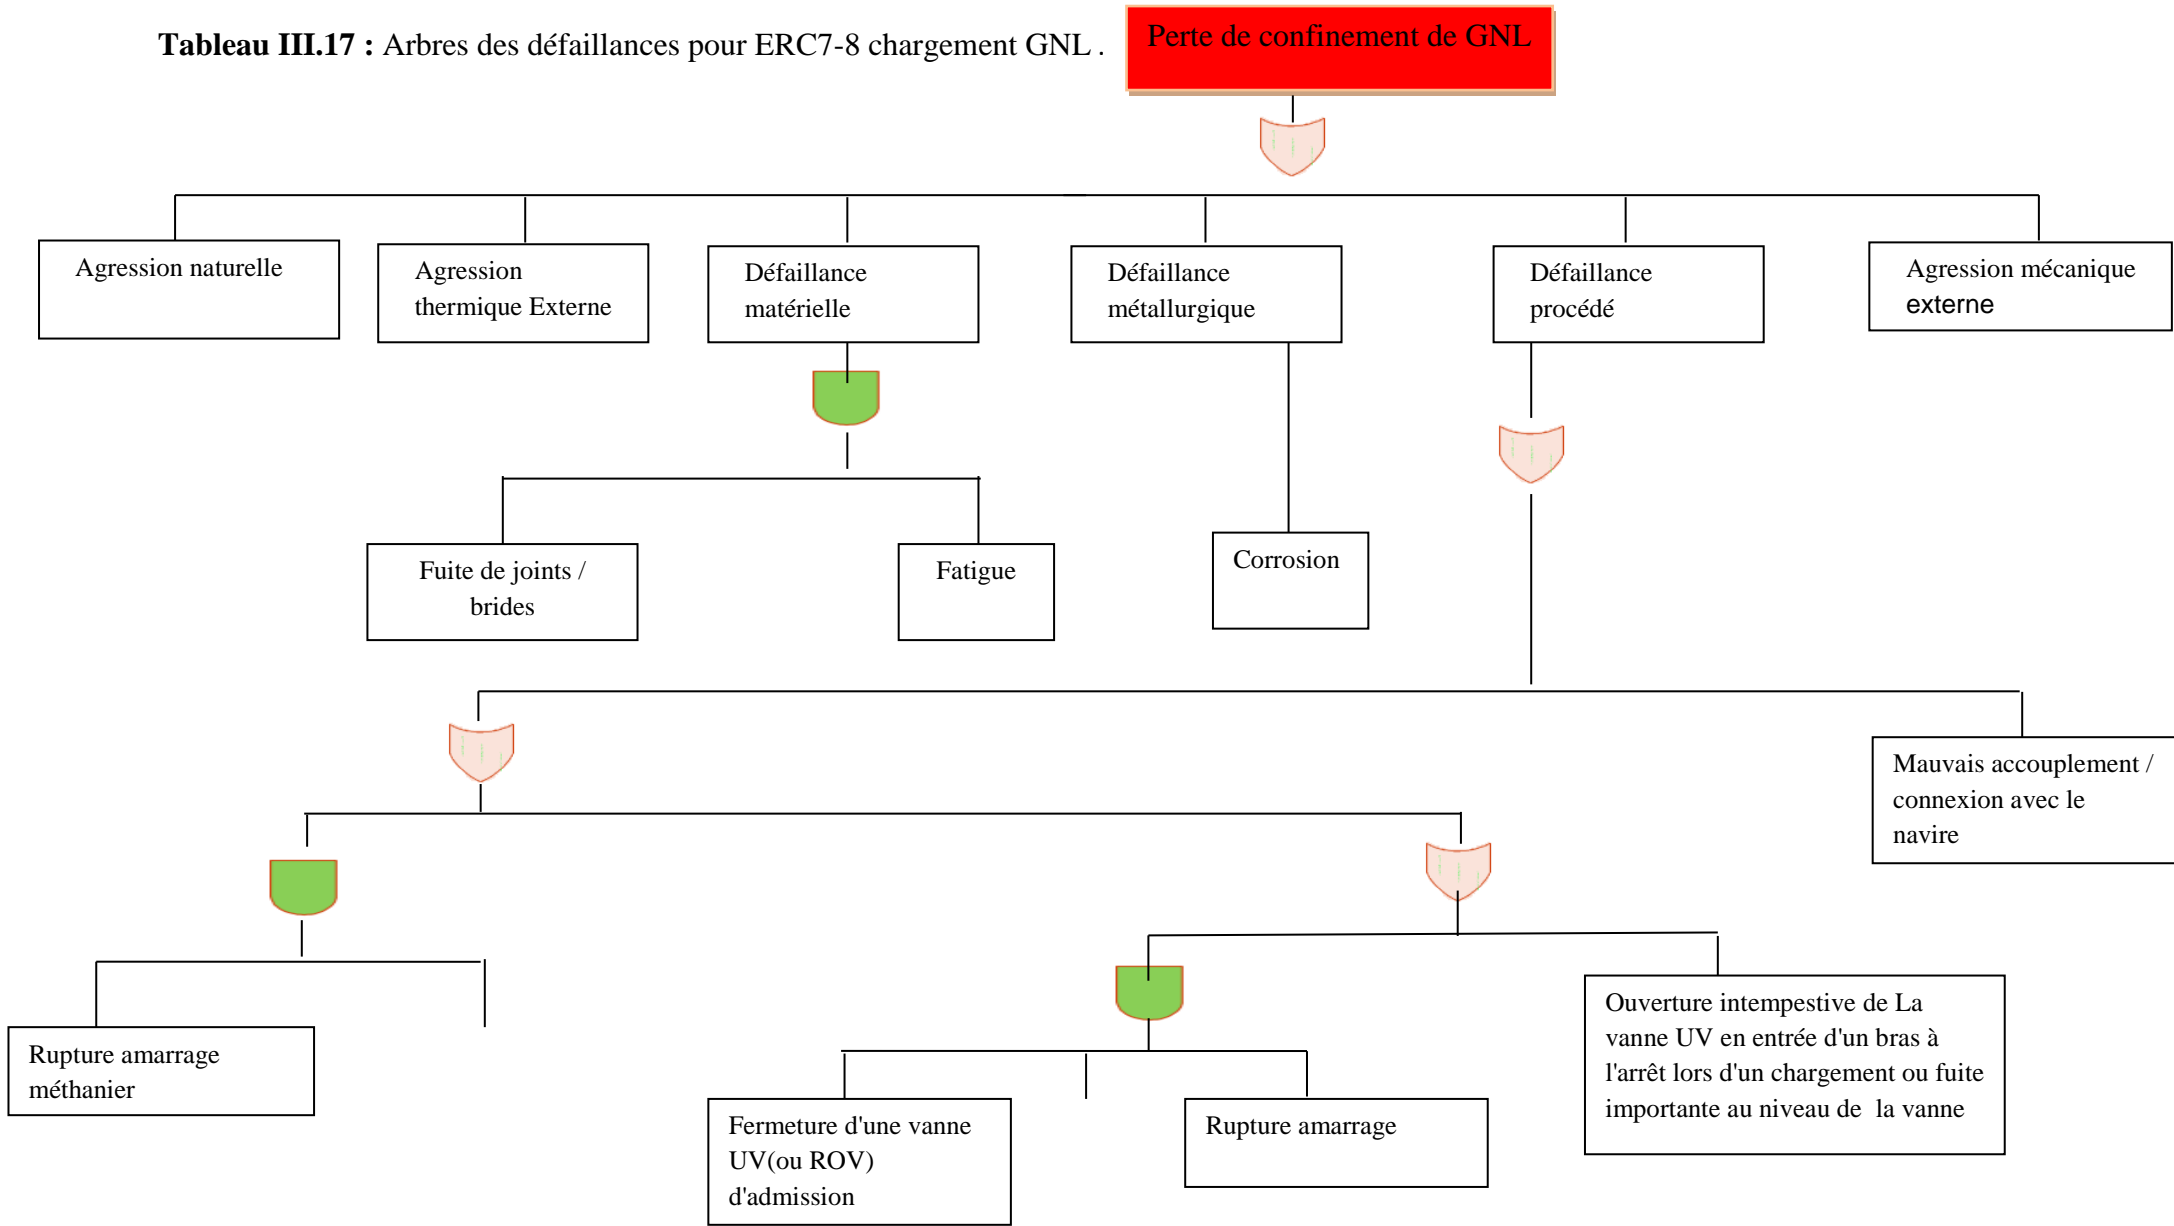 Tableau III.17 : Arbres des défaillances pour ERC7-8 chargement GNL .
Perte de confinement de GNL
Agression naturelle
Agression
thermique Externe
Défaillance
matérielle
Défaillance
métallurgique
Défaillance
procédé
Agression mécanique
externe
Fuite de joints /
brides
Fatigue
Corrosion
Mauvais accouplement /
connexion avec le
navire
Rupture amarrage
méthanier
Fermeture d'une vanne
UV(ou ROV)
d'admission
Rupture amarrage
Ouverture intempestive de La
vanne UV en entrée d'un bras à
l'arrêt lors d'un chargement ou fuite
importante au niveau de la vanne